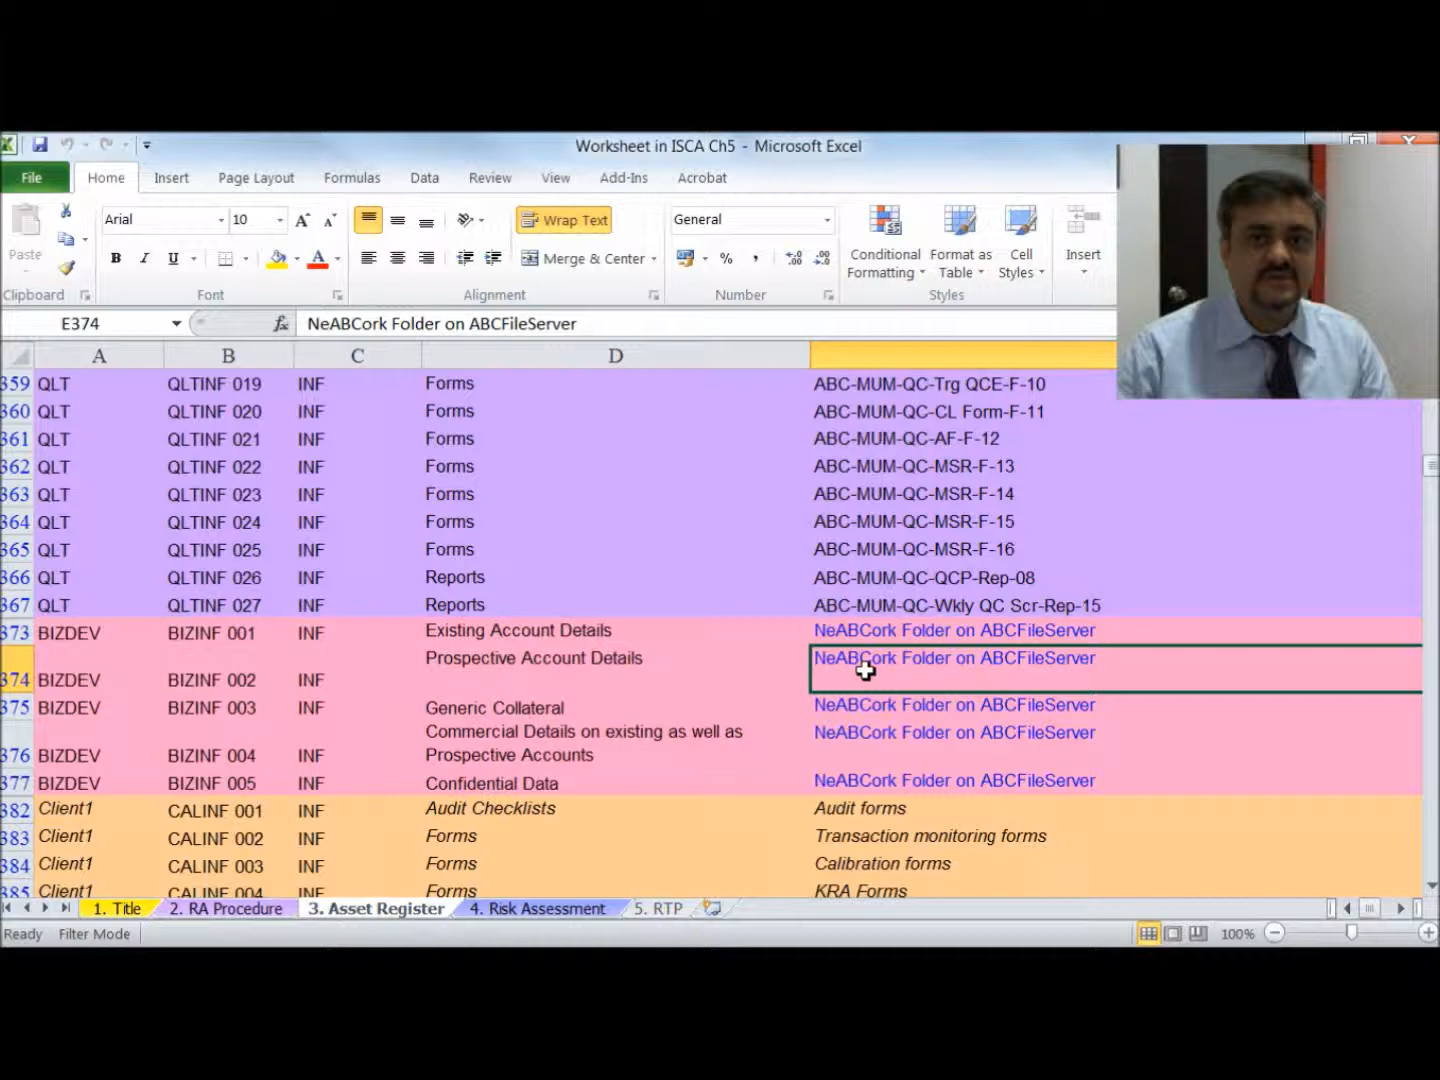 Worksheet in ISCA Ch5 - Microsoft Excel
File Home Insert Page Layout Formulas Data Review View Add-Ins Acrobat
Paste
Arial 10
Wrap Text
General
B I U
Merge & Center
Conditional Formatting
Format as Table
Cell Styles
Insert
Clipboard Font Alignment Number Styles
E374 fx NeABCork Folder on ABCFileServer
A B C D
359 QLT QLTINF 019 INF Forms ABC-MUM-QC-Trg QCE-F-10
360 QLT QLTINF 020 INF Forms ABC-MUM-QC-CL Form-F-11
361 QLT QLTINF 021 INF Forms ABC-MUM-QC-AF-F-12
362 QLT QLTINF 022 INF Forms ABC-MUM-QC-MSR-F-13
363 QLT QLTINF 023 INF Forms ABC-MUM-QC-MSR-F-14
364 QLT QLTINF 024 INF Forms ABC-MUM-QC-MSR-F-15
365 QLT QLTINF 025 INF Forms ABC-MUM-QC-MSR-F-16
366 QLT QLTINF 026 INF Reports ABC-MUM-QC-QCP-Rep-08
367 QLT QLTINF 027 INF Reports ABC-MUM-QC-Wkly QC Scr-Rep-15
373 BIZDEV BIZINF 001 INF Existing Account Details NeABCork Folder on ABCFileServer
374 BIZDEV BIZINF 002 INF Prospective Account Details NeABCork Folder on ABCFileServer
375 BIZDEV BIZINF 003 INF Generic Collateral NeABCork Folder on ABCFileServer
376 BIZDEV BIZINF 004 INF Commercial Details on existing as well as Prospective Accounts NeABCork Folder on ABCFileServer
377 BIZDEV BIZINF 005 INF Confidential Data NeABCork Folder on ABCFileServer
382 Client1 CALINF 001 INF Audit Checklists Audit forms
383 Client1 CALINF 002 INF Forms Transaction monitoring forms
384 Client1 CALINF 003 INF Forms Calibration forms
385 Client1 CALINF 004 INF Forms KRA Forms
1. Title 2. RA Procedure 3. Asset Register 4. Risk Assessment 5. RTP
Ready Filter Mode 100%